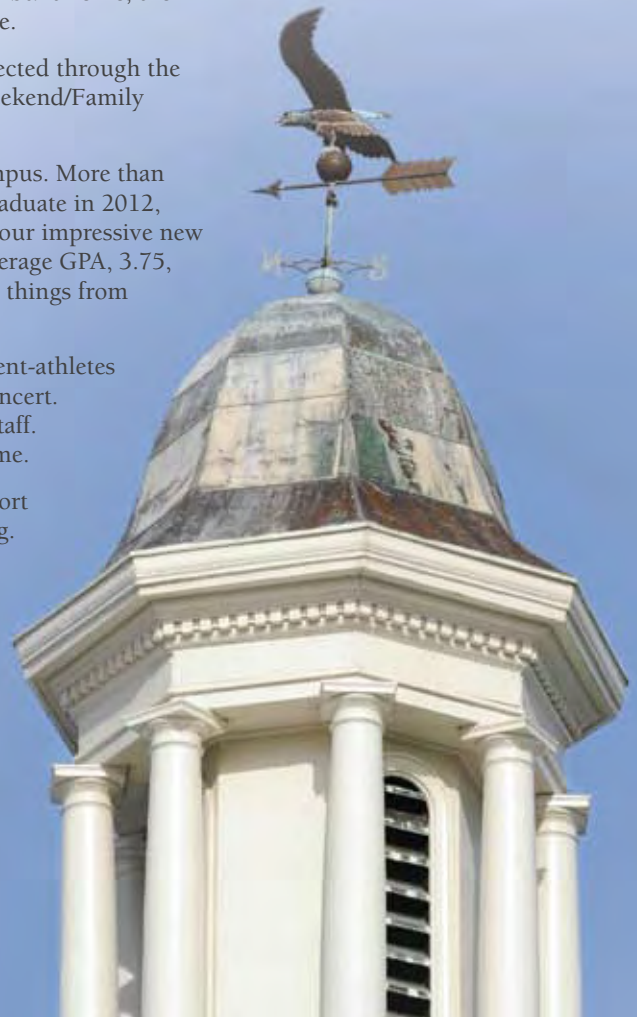 e.
ected through the
ekend/Family
mpus. More than
aduate in 2012,
our impressive new
erage GPA, 3.75,
things from
ent-athletes
ncert.
taff.
me.
ort
g.